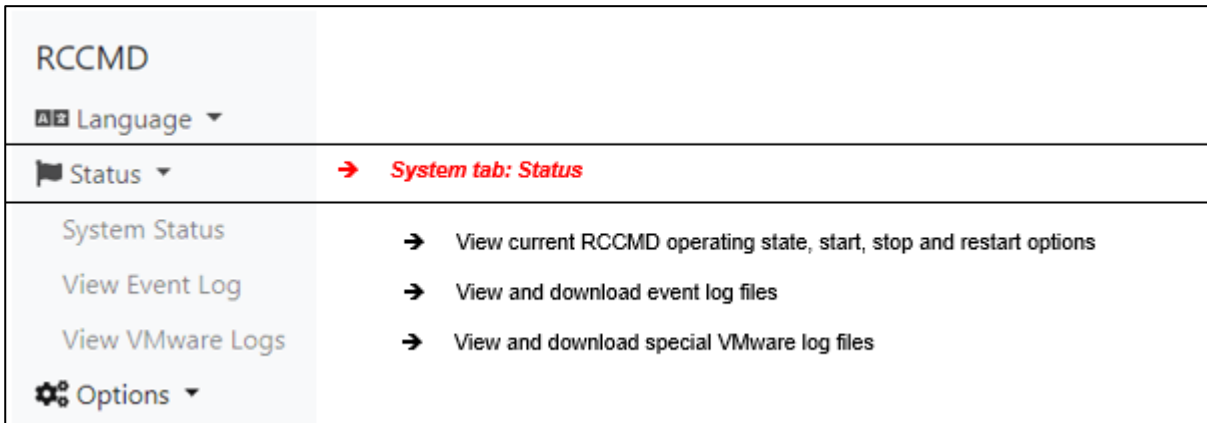 RCCMD
Language
Status → System tab: Status
System Status → View current RCCMD operating state, start, stop and restart options
View Event Log → View and download event log files
View VMware Logs → View and download special VMware log files
Options